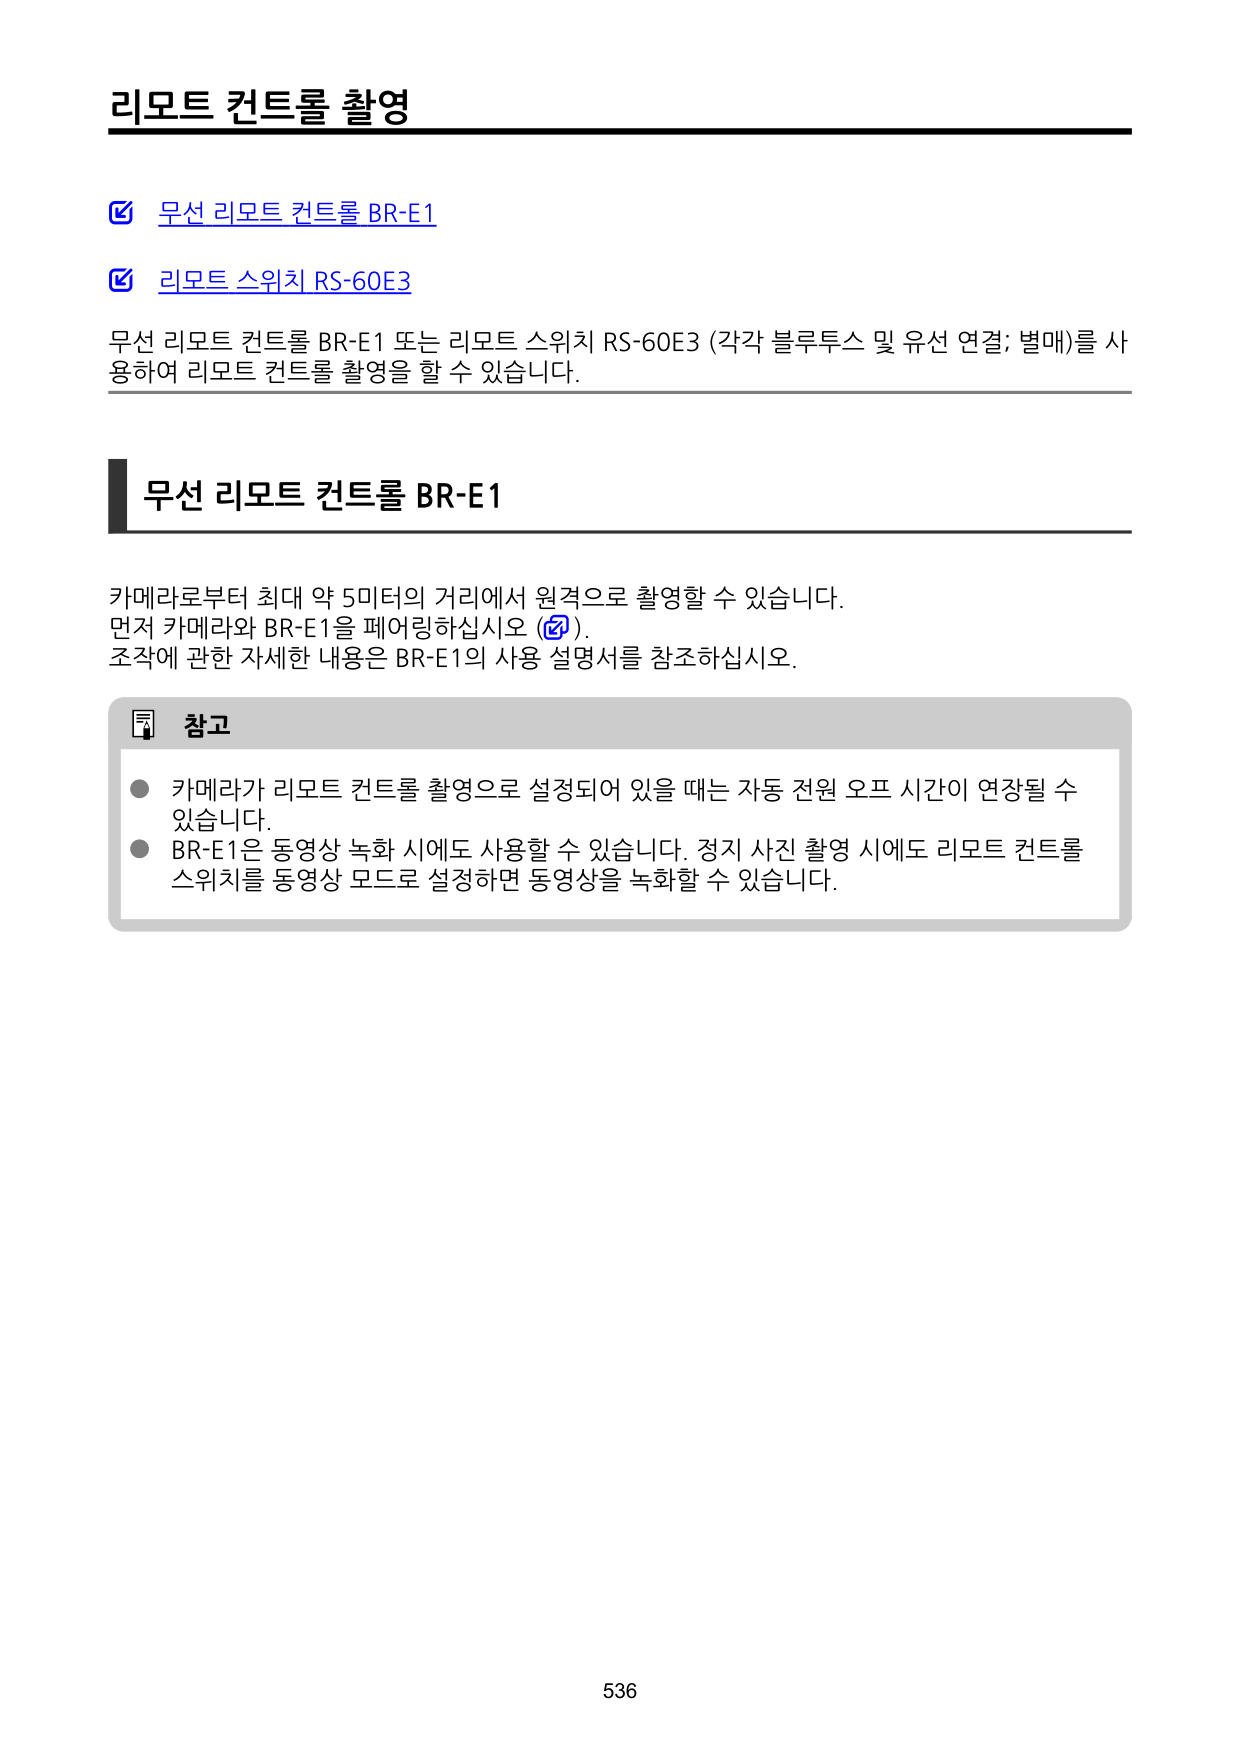 리모트 컨트롤 촬영
무선 리모트 컨트롤 BR-E1
리모트 스위치 RS-60E3
무선 리모트 컨트롤 BR-E1 또는 리모트 스위치 RS-60E3 (각각 블루투스 및 유선 연결; 별매)를 사
용하여 리모트 컨트롤 촬영을 할 수 있습니다.
무선 리모트 컨트롤 BR-E1
카메라로부터 최대 약 5미터의 거리에서 원격으로 촬영할 수 있습니다.
먼저 카메라와 BR-E1을 페어링하십시오 ( ).
조작에 관한 자세한 내용은 BR-E1의 사용 설명서를 참조하십시오.
참고
● 카메라가 리모트 컨트롤 촬영으로 설정되어 있을 때는 자동 전원 오프 시간이 연장될 수
있습니다.
● BR-E1은 동영상 녹화 시에도 사용할 수 있습니다. 정지 사진 촬영 시에도 리모트 컨트롤
스위치를 동영상 모드로 설정하면 동영상을 녹화할 수 있습니다.
536